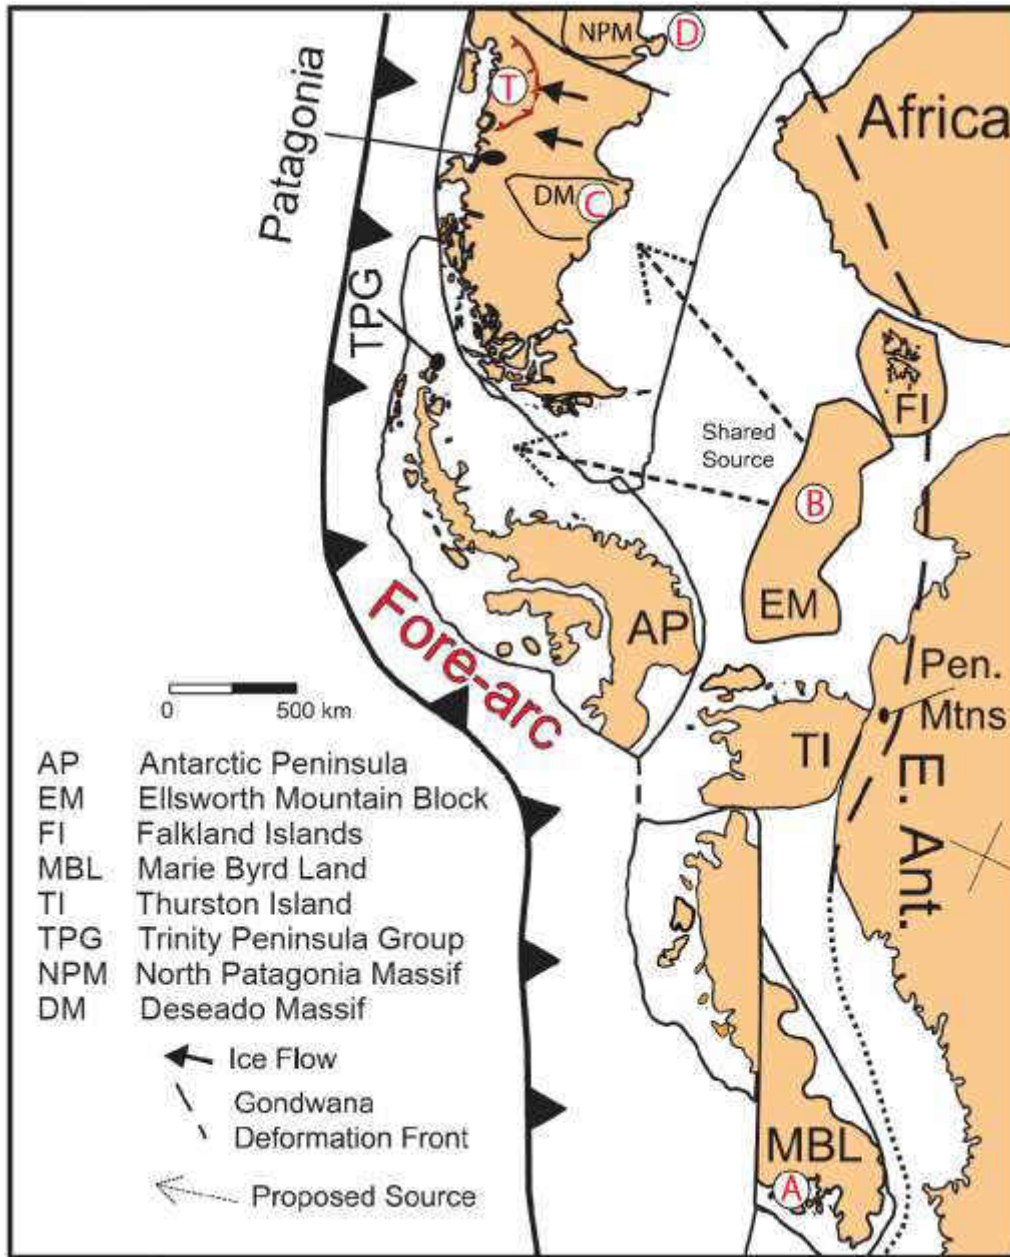 NPM
D
T
Africa
Patagonia
DM
C
TPG
FI
Shared
Source
B
EM
AP
Fore-arc
Pen.
Mtns
TI
E. Ant.
0 500 km
AP Antarctic Peninsula
EM Ellsworth Mountain Block
FI Falkland Islands
MBL Marie Byrd Land
TI Thurston Island
TPG Trinity Peninsula Group
NPM North Patagonia Massif
DM Deseado Massif
Ice Flow
Gondwana
Deformation Front
Proposed Source
MBL
A